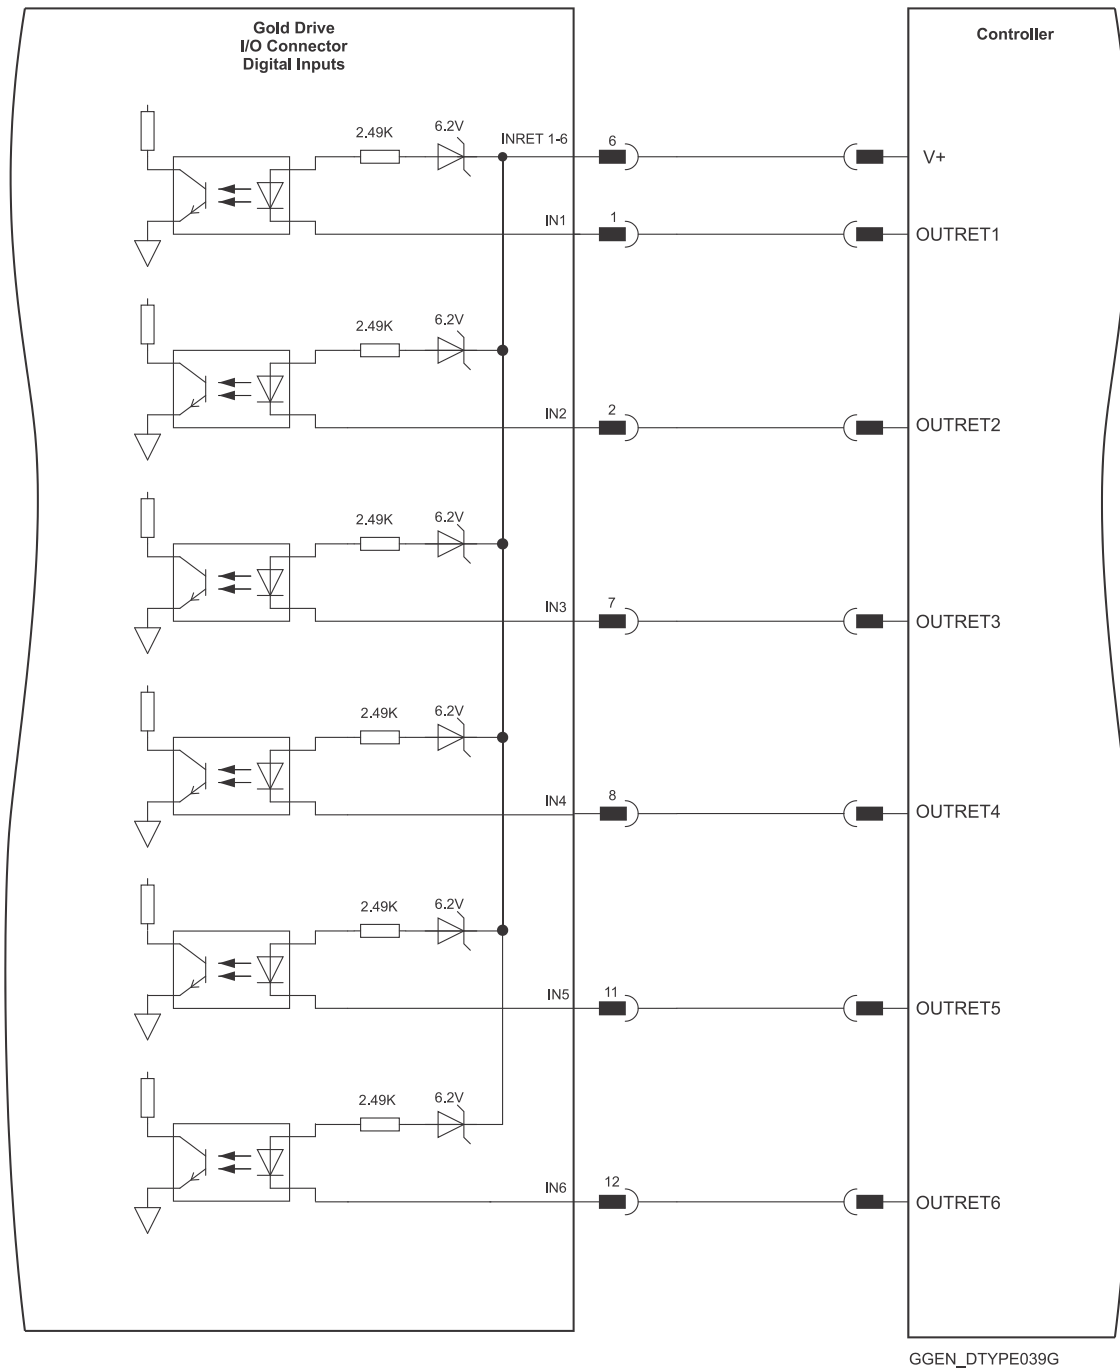 Gold Drive
I/O Connector
Digital Inputs
Controller
2.49K
6.2V
INRET 1-6
6
V+
IN1
1
OUTRET1
2.49K
6.2V
IN2
2
OUTRET2
2.49K
6.2V
IN3
7
OUTRET3
2.49K
6.2V
IN4
8
OUTRET4
2.49K
6.2V
IN5
11
OUTRET5
2.49K
6.2V
IN6
12
OUTRET6
GGEN_DTYPE039G